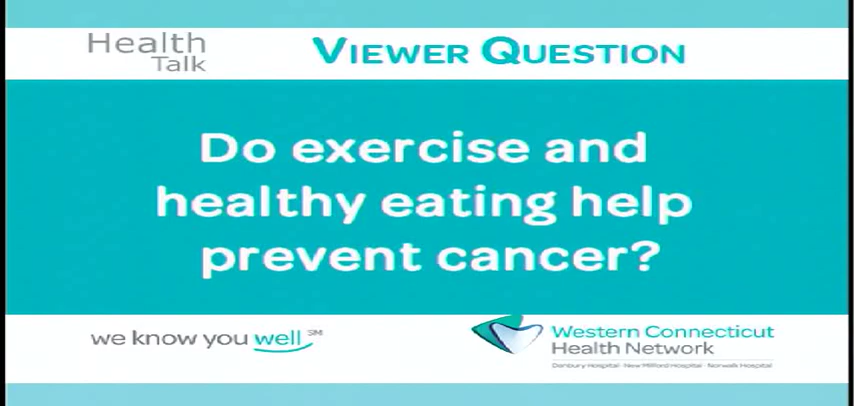 Health
Talk
VIEWER QUESTION
Do exercise and
healthy eating help
prevent cancer?
we know you well SM
Western Connecticut
Health Network
Danbury Hospital · New Milford Hospital · Norwalk Hospital